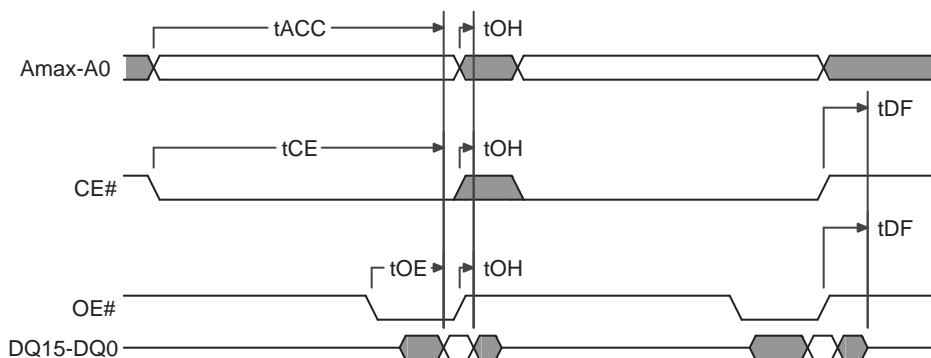 tACC tOH
Amax-A0
tDF
tCE tOH
CE#
tDF
tOE tOH
OE#
DQ15-DQ0